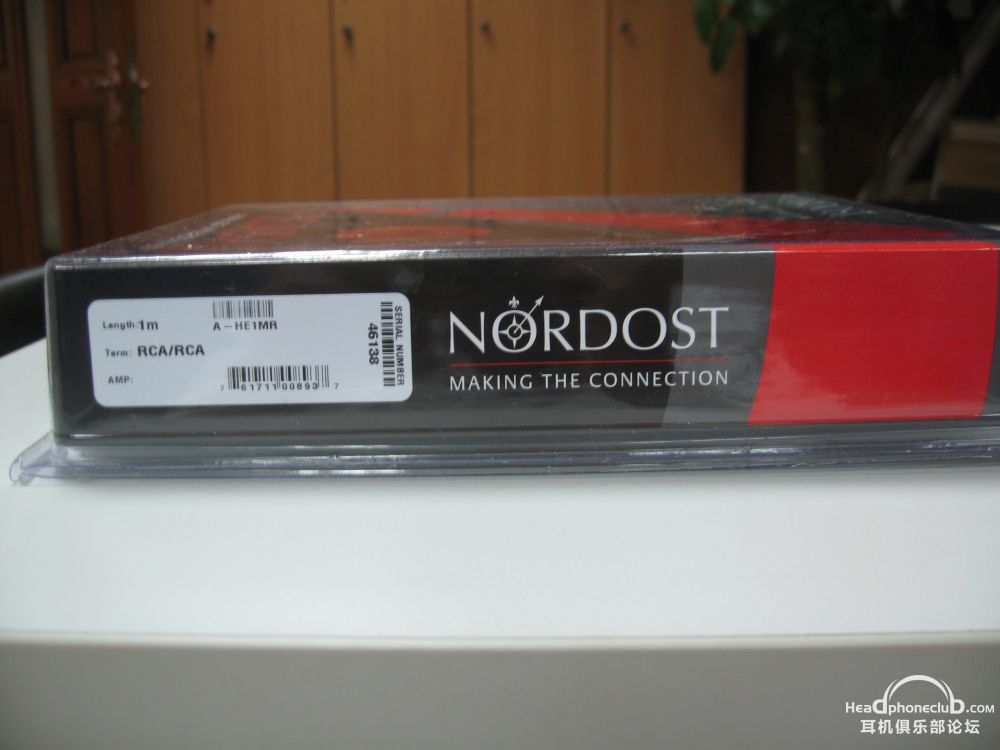 Length: 1m
A-HE1MR
Term: RCA/RCA
AMP:
7 61711 00893 7
SERIAL NUMBER
46138
NORDOST
MAKING THE CONNECTION
HeadphoneclubD.com
耳机俱乐部论坛